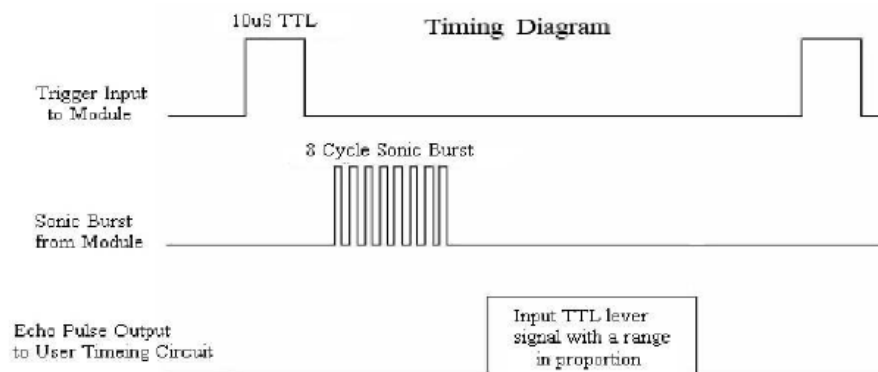 10uS TTL
Timing Diagram
Trigger Input
to Module
8 Cycle Sonic Burst
Sonic Burst
from Module
Echo Pulse Output
to User Timeing Circuit
Input TTL lever
signal with a range
in proportion